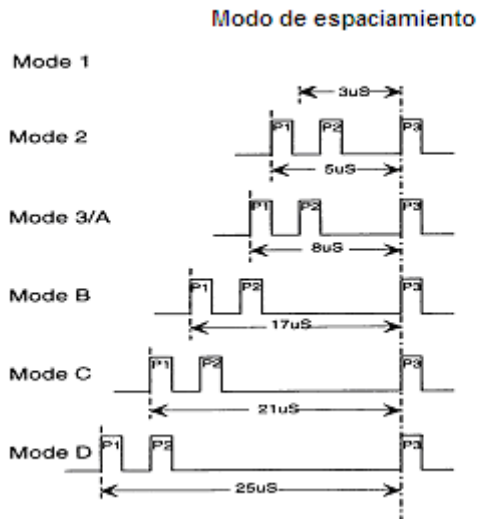 Modo de espaciamiento
Mode 1
3uS
Mode 2
P1 P2 P3
5uS
Mode 3/A
P1 P2 P3
8uS
Mode B
P1 P2 P3
17uS
Mode C
P1 P2 P3
21uS
Mode D
P1 P2 P3
25uS